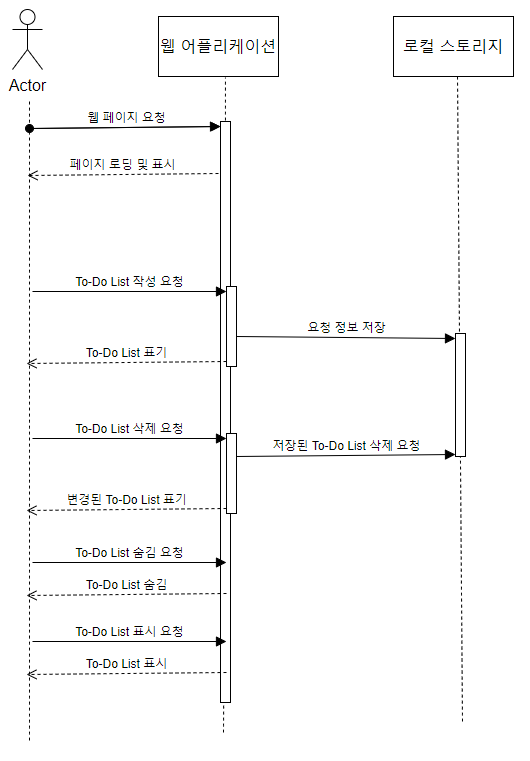 웹 어플리케이션
로컬 스토리지
Actor
웹 페이지 요청
페이지 로딩 및 표시
To-Do List 작성 요청
요청 정보 저장
To-Do List 표기
To-Do List 삭제 요청
저장된 To-Do List 삭제 요청
변경된 To-Do List 표기
To-Do List 숨김 요청
To-Do List 숨김
To-Do List 표시 요청
To-Do List 표시